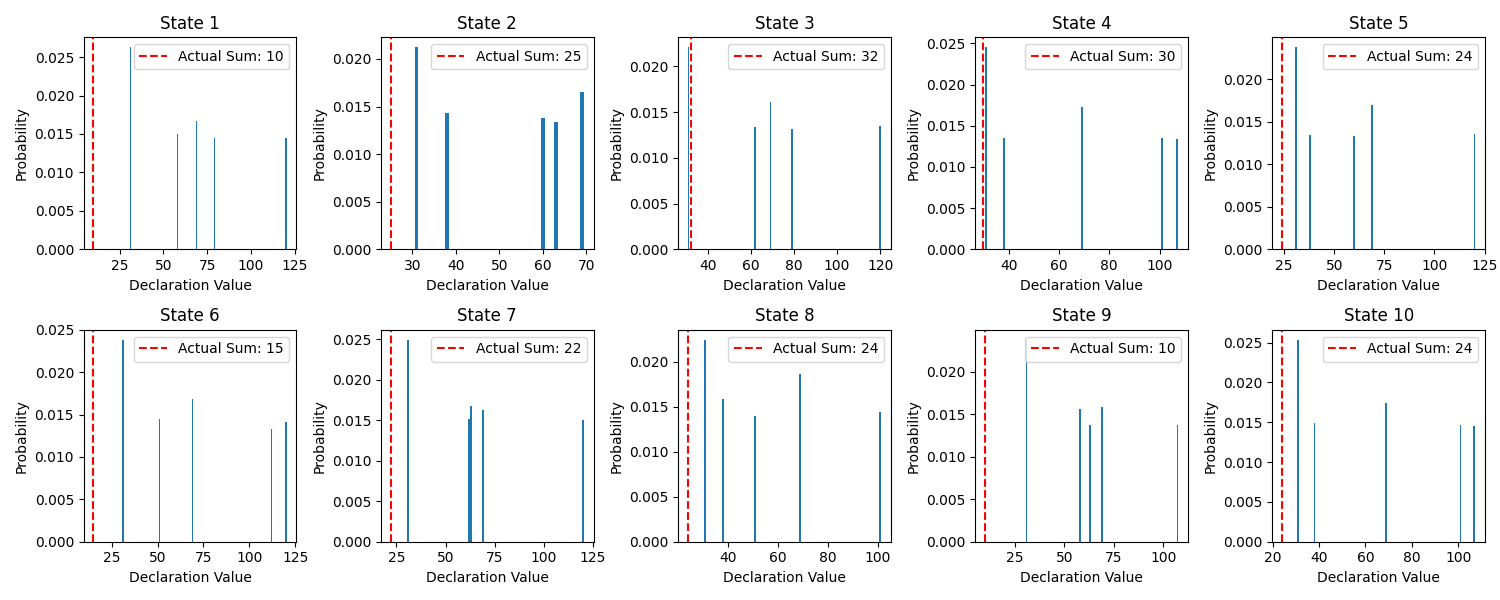 State 1
State 2
State 3
State 4
State 5
Actual Sum: 10
Actual Sum: 25
Actual Sum: 32
Actual Sum: 30
Actual Sum: 24
Probability
0.025
0.020
0.015
0.010
0.005
0.000
25 50 75 100 125
Declaration Value
Probability
0.020
0.015
0.010
0.005
0.000
30 40 50 60 70
Declaration Value
Probability
0.020
0.015
0.010
0.005
0.000
40 60 80 100 120
Declaration Value
Probability
0.025
0.020
0.015
0.010
0.005
0.000
40 60 80 100
Declaration Value
Probability
0.020
0.015
0.010
0.005
0.000
25 50 75 100 125
Declaration Value
State 6
State 7
State 8
State 9
State 10
Actual Sum: 15
Actual Sum: 22
Actual Sum: 24
Actual Sum: 10
Actual Sum: 24
Probability
0.025
0.020
0.015
0.010
0.005
0.000
25 50 75 100 125
Declaration Value
Probability
0.025
0.020
0.015
0.010
0.005
0.000
25 50 75 100 125
Declaration Value
Probability
0.020
0.015
0.010
0.005
0.000
40 60 80 100
Declaration Value
Probability
0.020
0.015
0.010
0.005
0.000
25 50 75 100
Declaration Value
Probability
0.025
0.020
0.015
0.010
0.005
0.000
20 40 60 80 100
Declaration Value